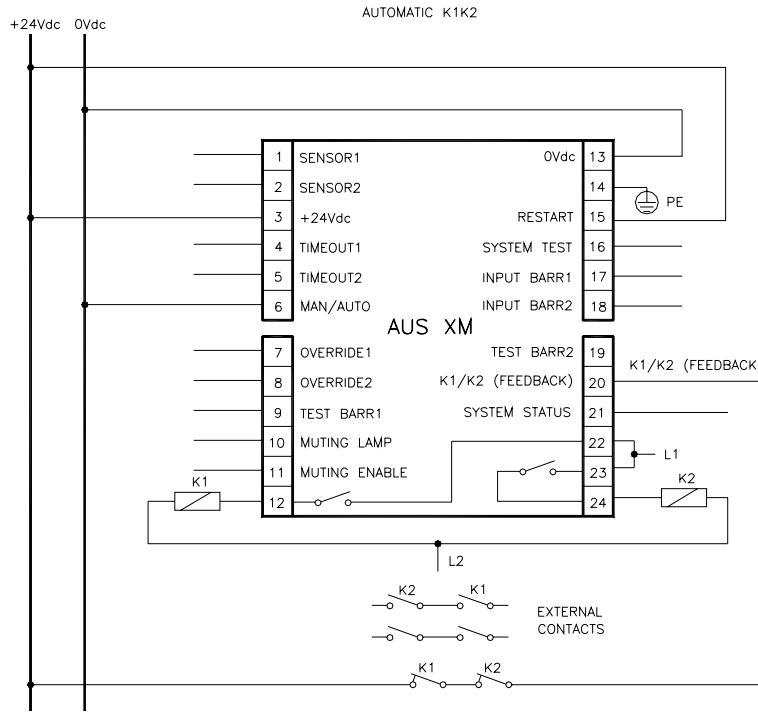 AUTOMATIC K1K2
+24Vdc 0Vdc
1 SENSOR1 0Vdc 13
2 SENSOR2 14
PE
3 +24Vdc RESTART 15
4 TIMEOUT1 SYSTEM TEST 16
5 TIMEOUT2 INPUT BARR1 17
6 MAN/AUTO INPUT BARR2 18
AUS XM
7 OVERRIDE1 TEST BARR2 19
K1/K2 (FEEDBACK
8 OVERRIDE2 K1/K2 (FEEDBACK) 20
9 TEST BARR1 SYSTEM STATUS 21
10 MUTING LAMP 22
L1
11 MUTING ENABLE 23
K1 K2
12 24
L2
K2 K1
EXTERNAL
CONTACTS
K1 K2